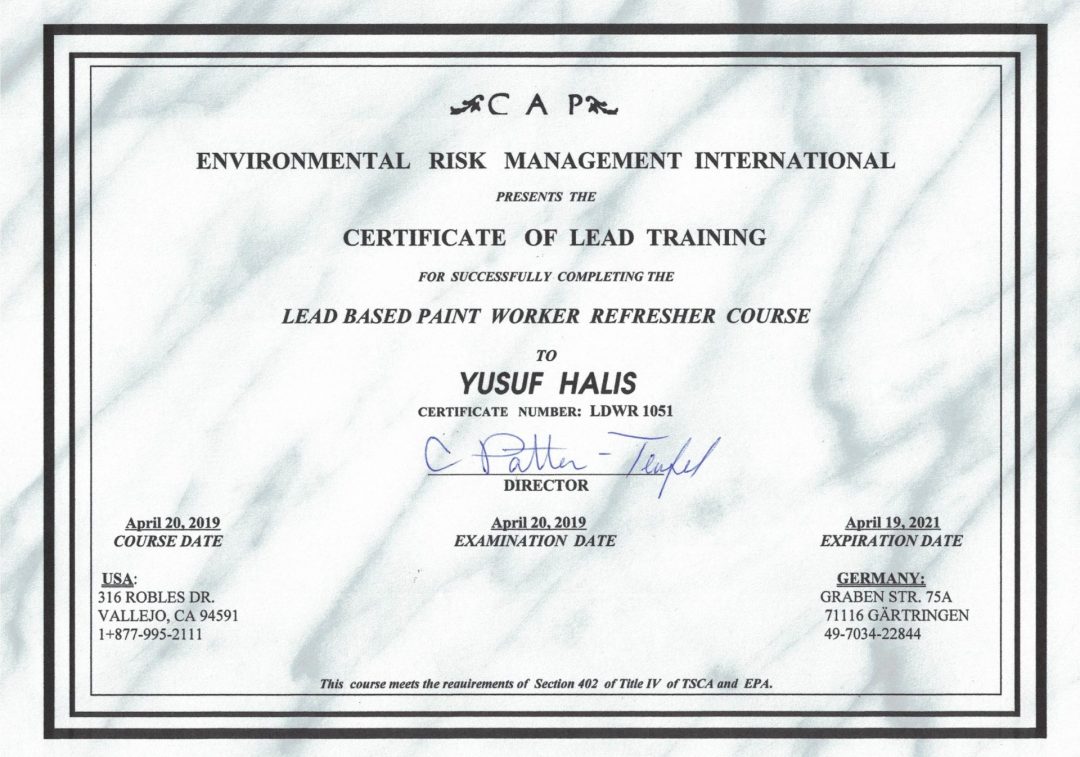 CAP
ENVIRONMENTAL RISK MANAGEMENT INTERNATIONAL
PRESENTS THE
CERTIFICATE OF LEAD TRAINING
FOR SUCCESSFULLY COMPLETING THE
LEAD BASED PAINT WORKER REFRESHER COURSE
TO
YUSUF HALIS
CERTIFICATE NUMBER: LDWR 1051
C Patten - Teufel
DIRECTOR
April 20, 2019
COURSE DATE
April 20, 2019
EXAMINATION DATE
April 19, 2021
EXPIRATION DATE
USA:
316 ROBLES DR.
VALLEJO, CA 94591
1+877-995-2111
GERMANY:
GRABEN STR. 75A
71116 GÄRTRINGEN
49-7034-22844
This course meets the reauirements of Section 402 of Title IV of TSCA and EPA.